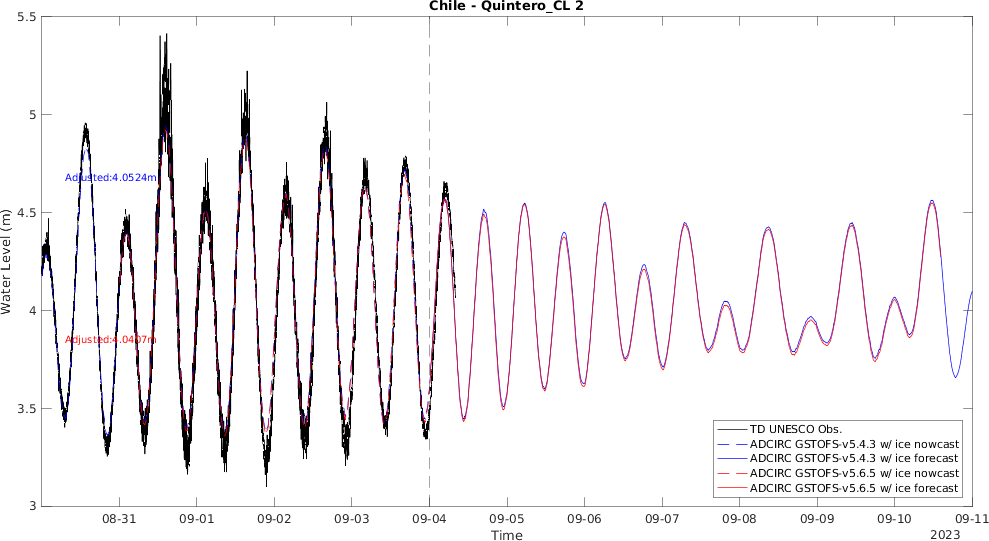 Chile - Quintero_CL 2
5.5
5
4.5
4
3.5
3
Water Level (m)
Adjusted:4.0524m
Adjusted:4.0407m
TD UNESCO Obs.
ADCIRC GSTOFS-v5.4.3 w/ ice nowcast
ADCIRC GSTOFS-v5.4.3 w/ ice forecast
ADCIRC GSTOFS-v5.6.5 w/ ice nowcast
ADCIRC GSTOFS-v5.6.5 w/ ice forecast
08-31 09-01 09-02 09-03 09-04 09-05 09-06 09-07 09-08 09-09 09-10 09-11
Time
2023